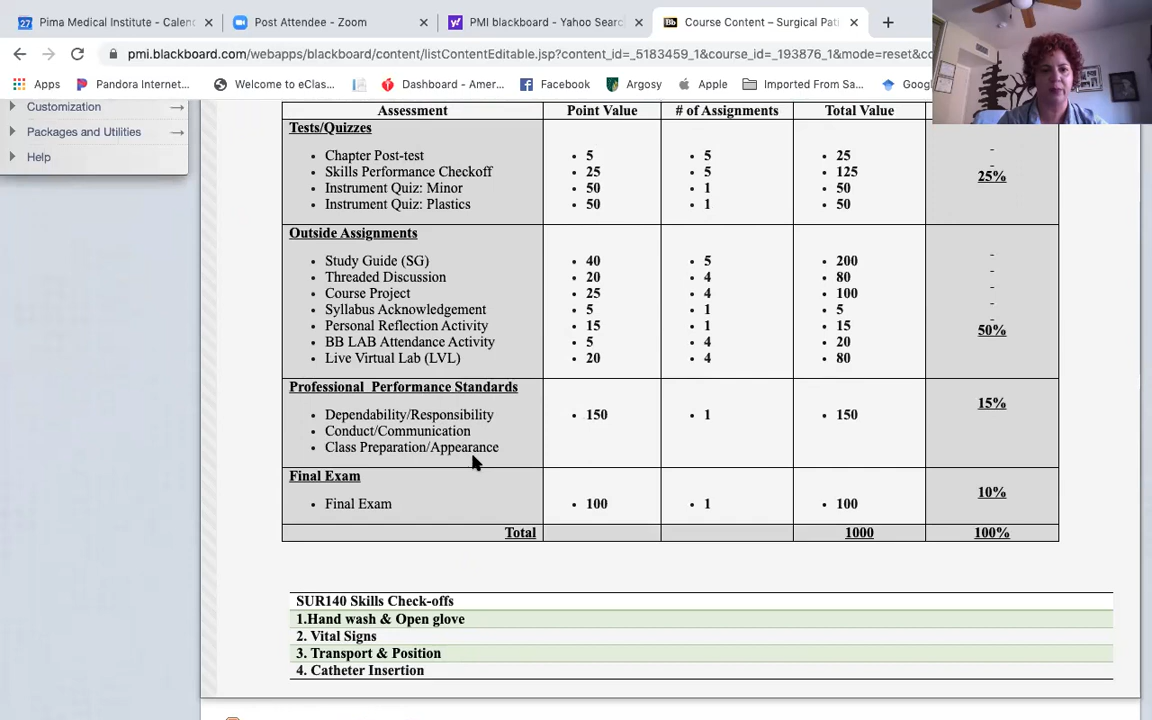 Pima Medical Institute - Calend
Post Attendee - Zoom
PMI blackboard - Yahoo Searc
Course Content – Surgical Pat
pmi.blackboard.com/webapps/blackboard/content/listContentEditable.jsp?content_id=_5183459_1&course_id=_193876_1&mode=reset&co
Apps Pandora Internet... Welcome to eClas... Dashboard - Amer... Facebook Argosy Apple Imported From Saf... Googl
Customization
Packages and Utilities
Help
Assessment Point Value # of Assignments Total Value
Tests/Quizzes
• Chapter Post-test • 5 • 5 • 25 -
• Skills Performance Checkoff • 25 • 5 • 125 -
• Instrument Quiz: Minor • 50 • 1 • 50 25%
• Instrument Quiz: Plastics • 50 • 1 • 50
Outside Assignments
• Study Guide (SG) • 40 • 5 • 200 -
• Threaded Discussion • 20 • 4 • 80 -
• Course Project • 25 • 4 • 100 -
• Syllabus Acknowledgement • 5 • 1 • 5 -
• Personal Reflection Activity • 15 • 1 • 15 - 50%
• BB LAB Attendance Activity • 5 • 4 • 20
• Live Virtual Lab (LVL) • 20 • 4 • 80
Professional Performance Standards 15%
• Dependability/Responsibility • 150 • 1 • 150
• Conduct/Communication
• Class Preparation/Appearance
Final Exam 10%
• Final Exam • 100 • 1 • 100
Total 1000 100%
SUR140 Skills Check-offs
1.Hand wash & Open glove
2. Vital Signs
3. Transport & Position
4. Catheter Insertion